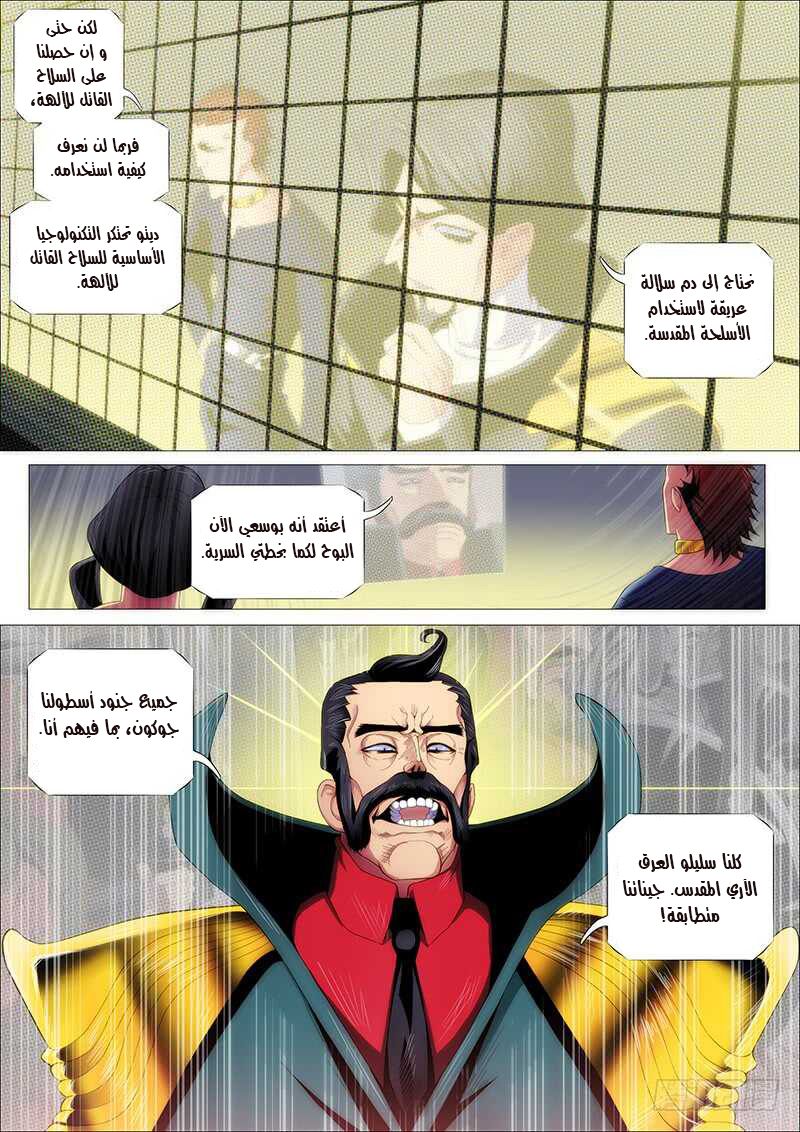 لكن حتى
و إن حصلنا
على السلاح
القاتل للآلهة،
فربما لن نعرف
كيفية استخدامه.
ديتو تحتكر التكنولوجيا
الأساسية للسلاح القاتل
للآلهة.
نحتاج إلى دم سلالة
عريقة لاستخدام
الأسلحة المقدسة.
أعتقد أنه بوسعي الآن
البوح لكما بخطتي السرية.
جميع جنود أسطولنا
جوكون، بما فيهم أنا.
كلنا سليلو العرق
الآري المقدس. جيناتنا
متطابقة!